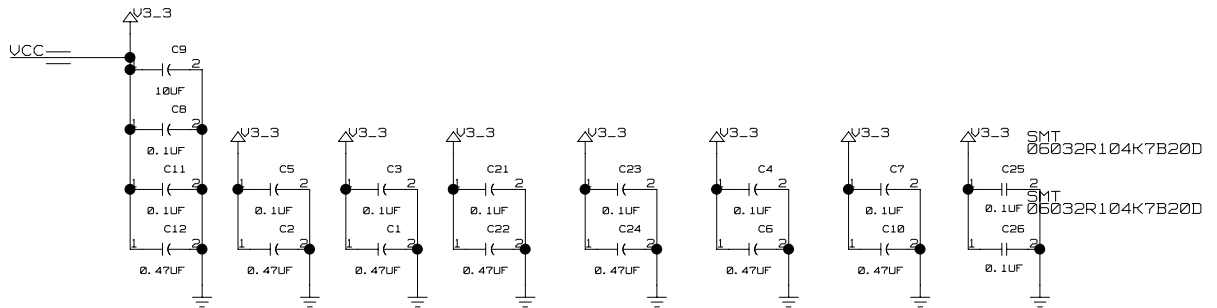 V3_3
VCC
C9
1 2
10UF
C8
1 2
0.1UF
C11
1 2
0.1UF
C12
1 2
0.47UF
V3_3
C5
1 2
0.1UF
C2
1 2
0.47UF
V3_3
C3
1 2
0.1UF
C1
1 2
0.47UF
V3_3
C21
1 2
0.1UF
C22
1 2
0.47UF
V3_3
C23
1 2
0.1UF
C24
1 2
0.47UF
V3_3
C4
1 2
0.1UF
C6
1 2
0.47UF
V3_3
C7
1 2
0.1UF
C10
1 2
0.47UF
V3_3
SMT
06032R104K7B20D
C25
1 2
0.1UF
SMT
06032R104K7B20D
C26
1 2
0.1UF